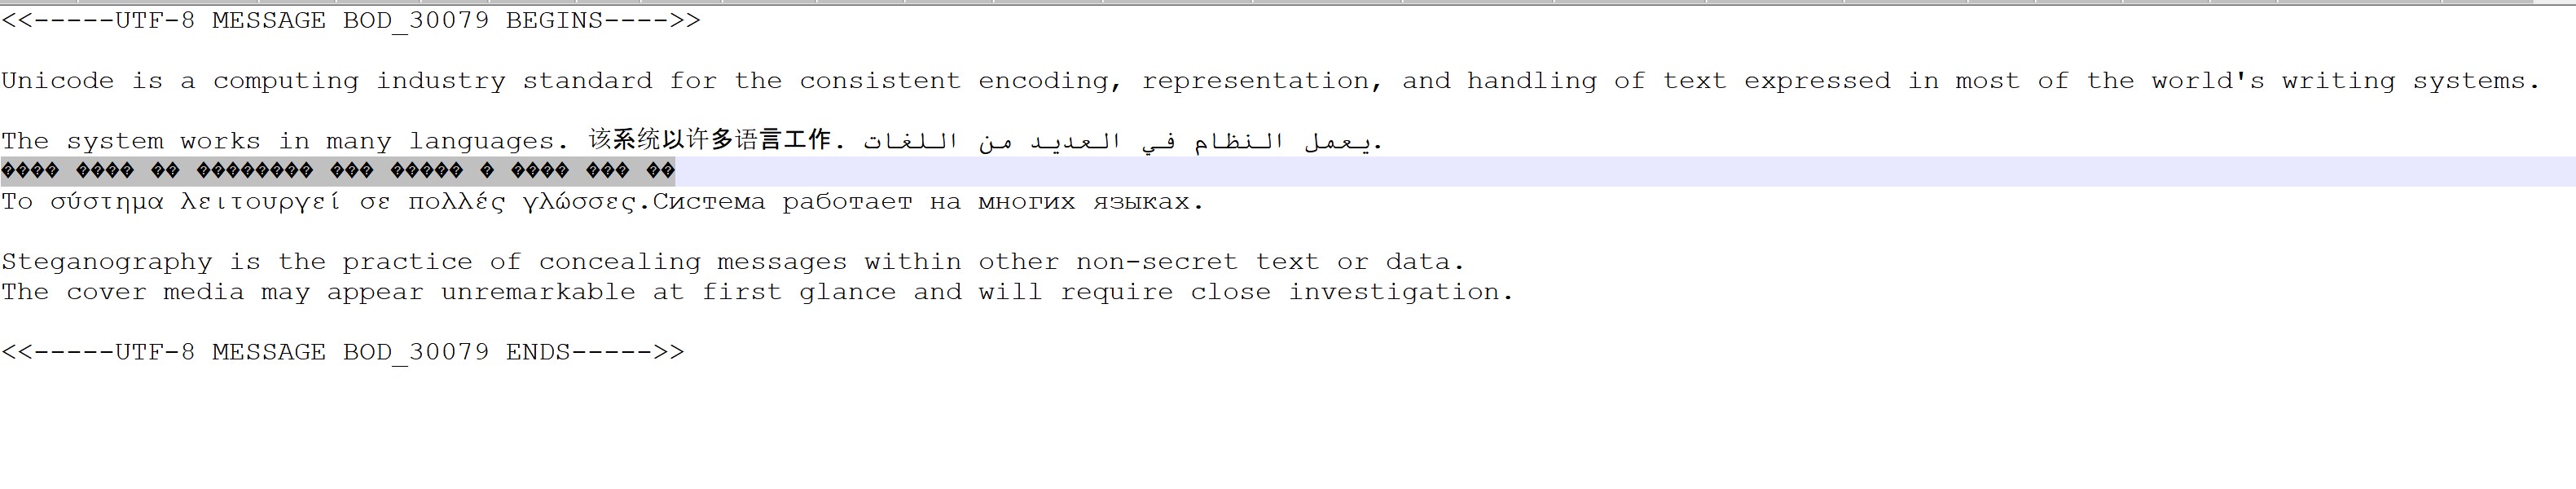 <<-----UTF-8 MESSAGE BOD_30079 BEGINS---->>
Unicode is a computing industry standard for the consistent encoding, representation, and handling of text expressed in most of the world's writing systems.
The system works in many languages. 该系统以许多语言工作. يعمل النظام في العديد من اللغات.
���� ���� �� �������� ��� ����� � ���� ��� ��
Το σύστημα λειτουργεί σε πολλές γλώσσες.Система работает на многих языках.
Steganography is the practice of concealing messages within other non-secret text or data.
The cover media may appear unremarkable at first glance and will require close investigation.
<<-----UTF-8 MESSAGE BOD_30079 ENDS----->>